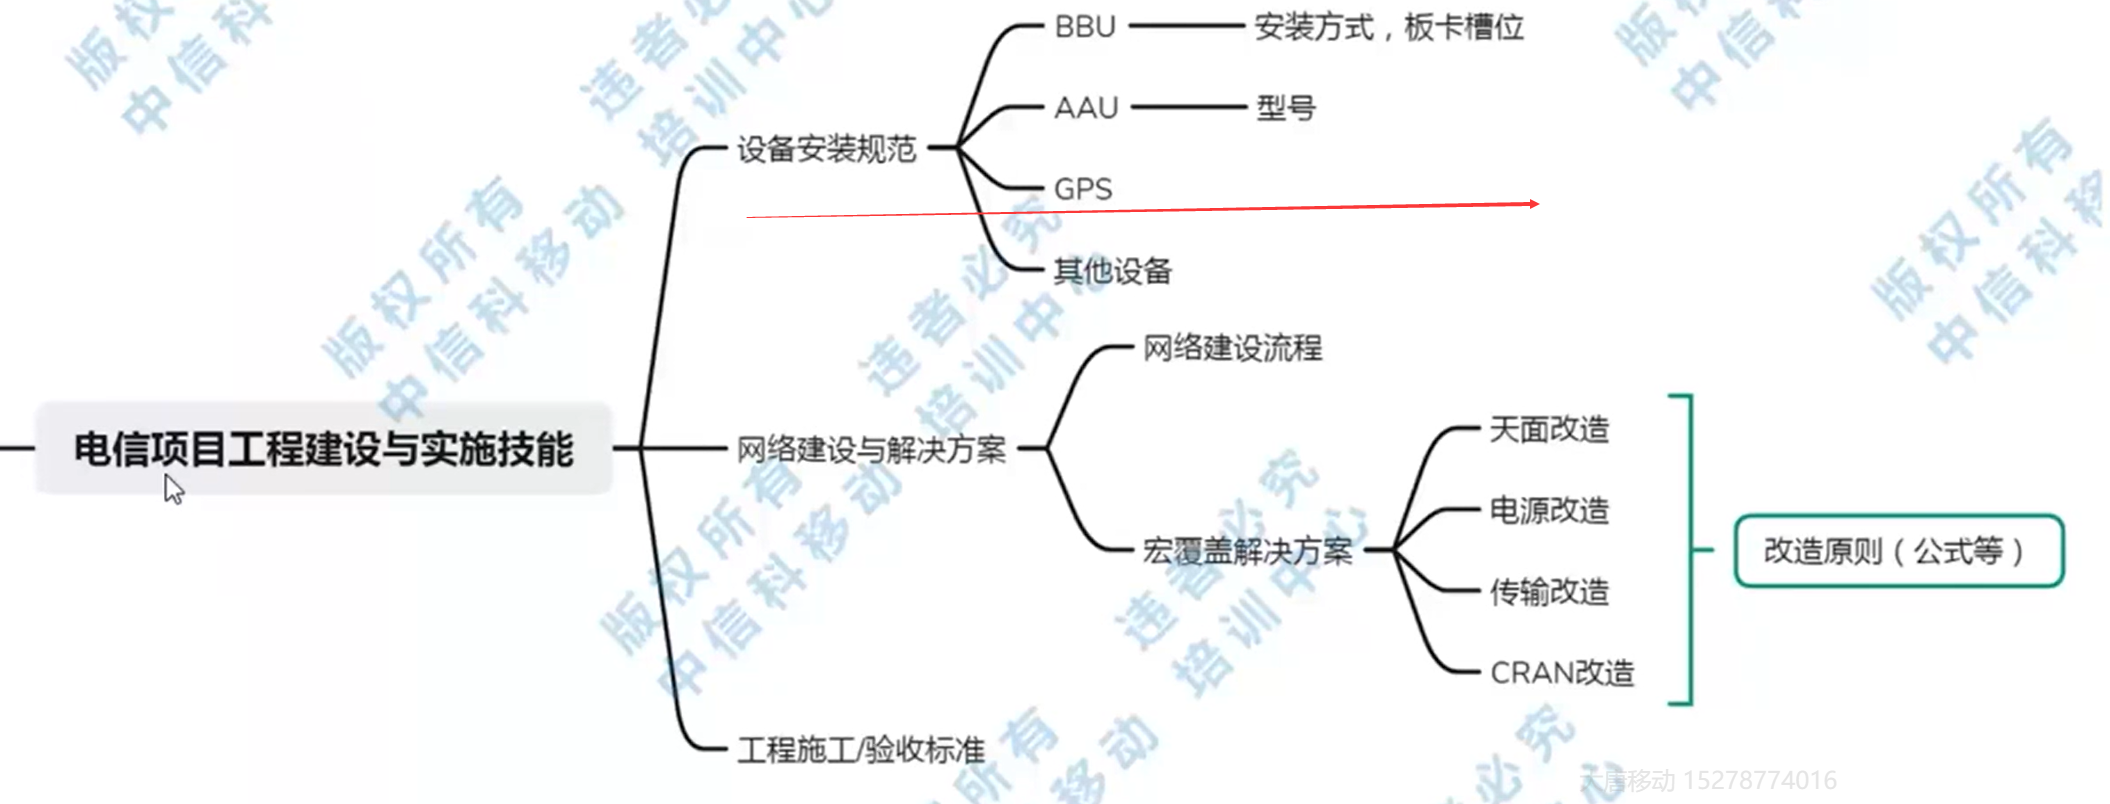 BBU
安装方式，板卡槽位
AAU
型号
设备安装规范
GPS
其他设备
网络建设流程
天面改造
电信项目工程建设与实施技能
网络建设与解决方案
电源改造
宏覆盖解决方案
改造原则（公式等）
传输改造
CRAN改造
工程施工/验收标准
版权所有
中信科移动
违者必究
培训中心
大唐移动 15278774016